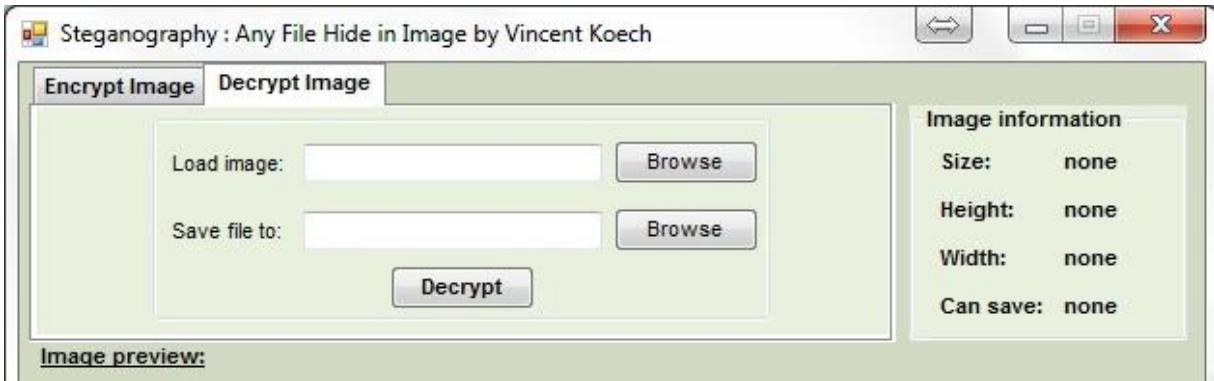 Steganography : Any File Hide in Image by Vincent Koech
Encrypt Image
Decrypt Image
Load image:
Browse
Save file to:
Browse
Decrypt
Image information
Size: none
Height: none
Width: none
Can save: none
Image preview: